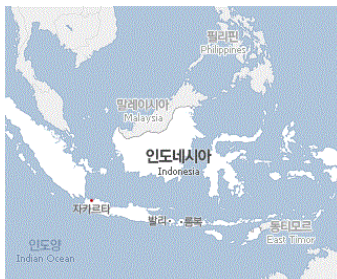 필리핀
Philippines
말레이시아
Malaysia
인도네시아
Indonesia
자카르타
발리
롬복
동티모르
East Timor
인도양
Indian Ocean